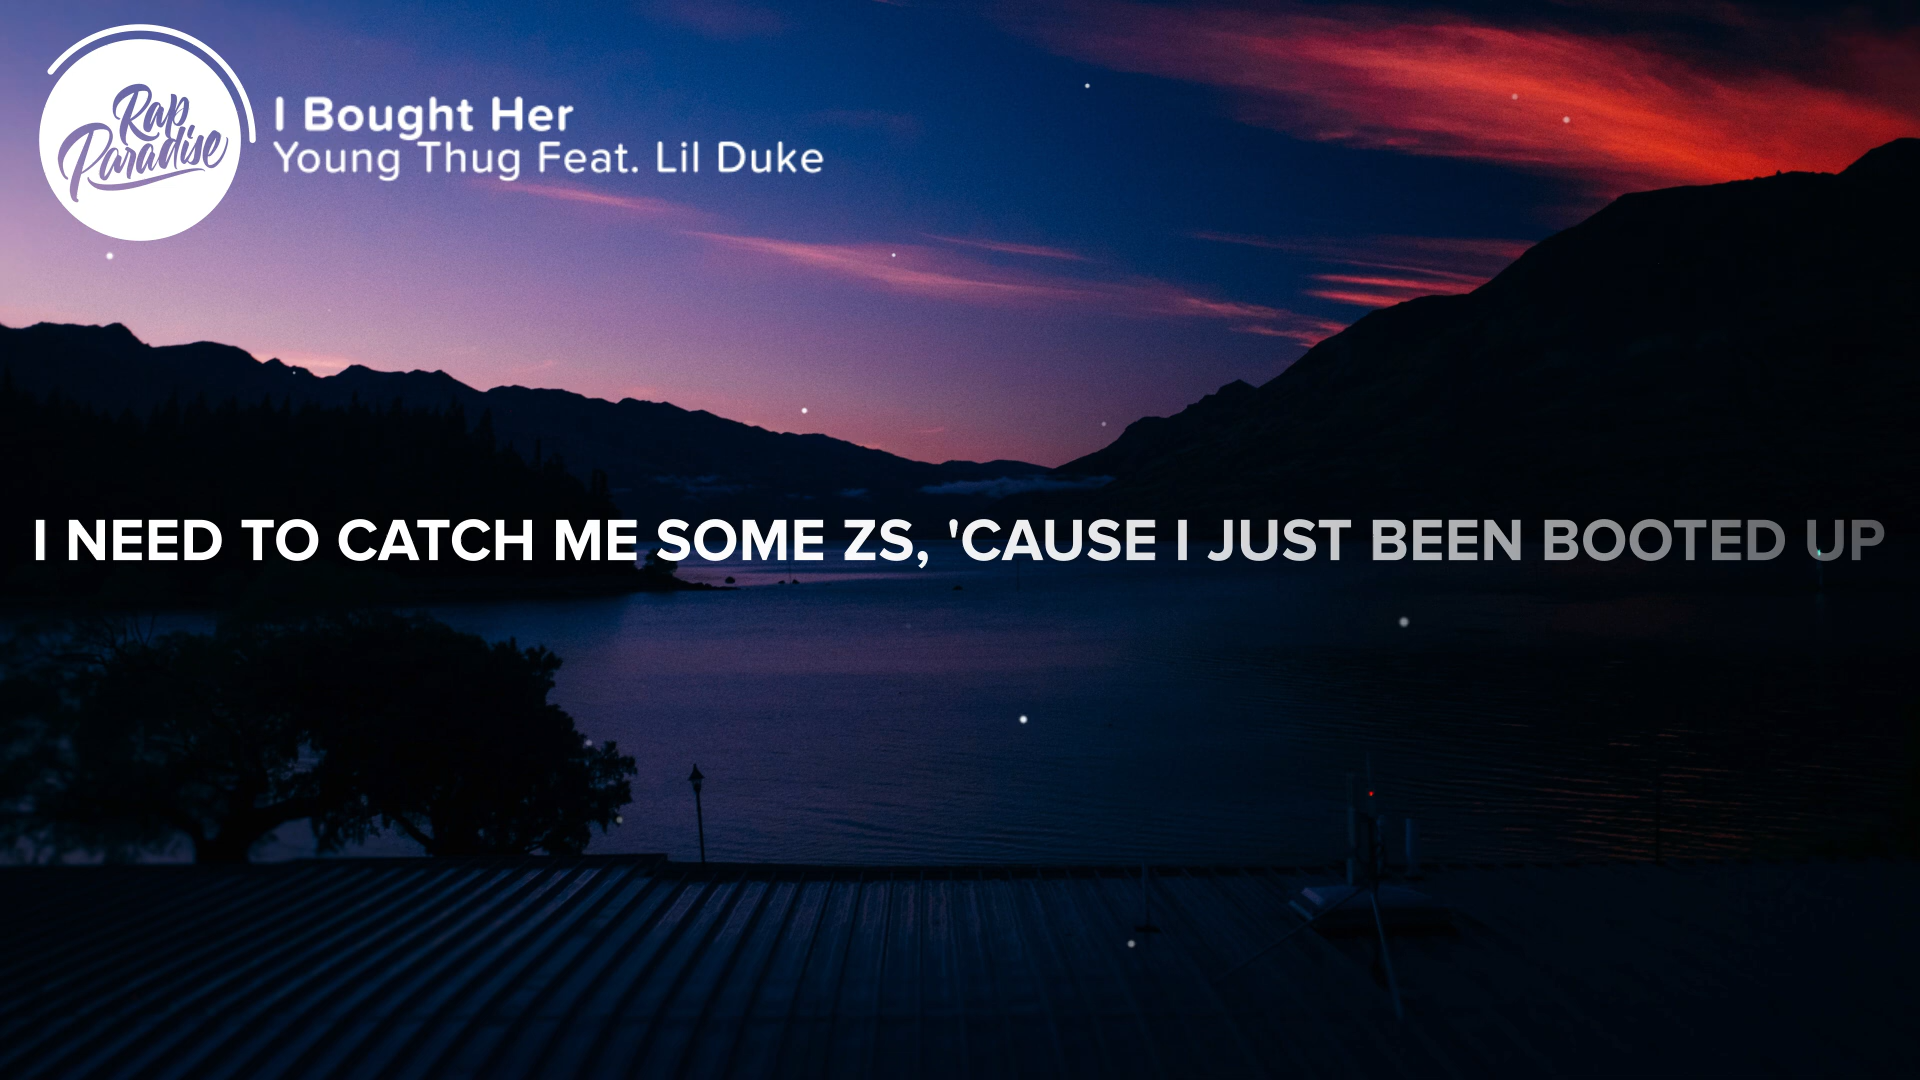 Rap
Paradise
I Bought Her
Young Thug Feat. Lil Duke
I NEED TO CATCH ME SOME ZS, 'CAUSE I JUST BEEN BOOTED UP